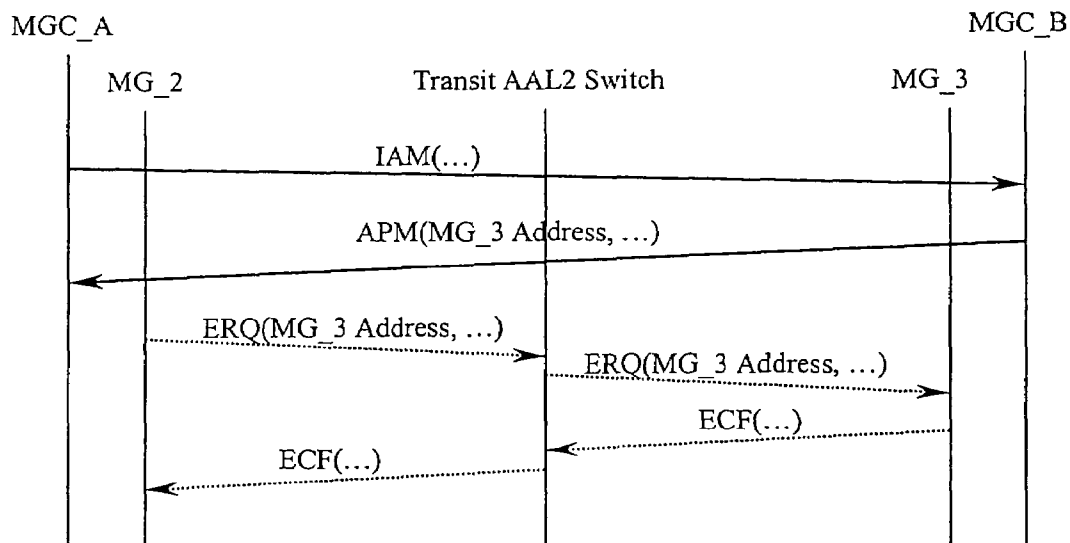 MGC_A
MGC_B
MG_2
Transit AAL2 Switch
MG_3
IAM(...)
APM(MG_3 Address, ...)
ERQ(MG_3 Address, ...)
ERQ(MG_3 Address, ...)
ECF(...)
ECF(...)